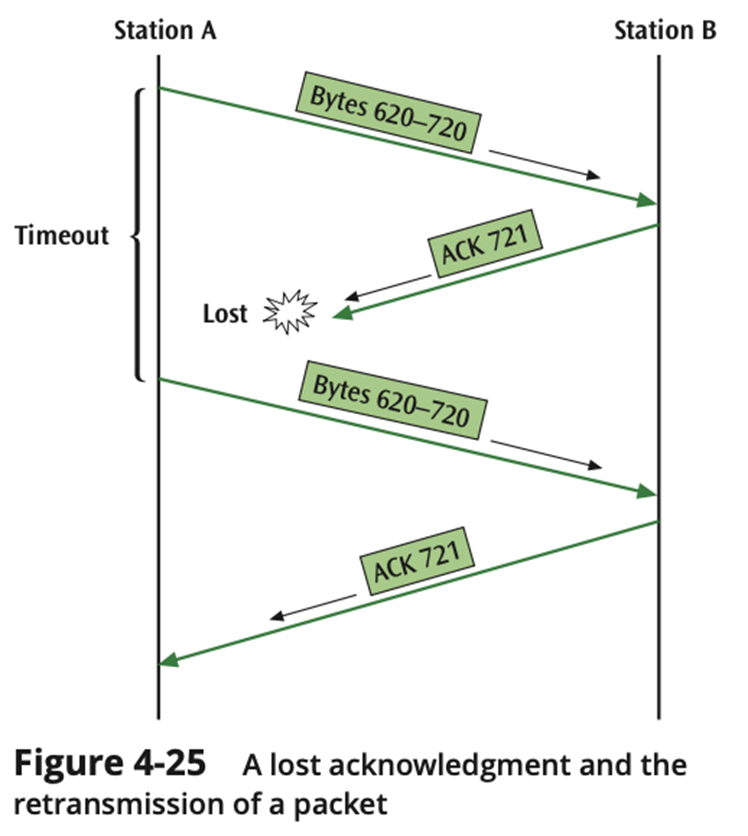 Station A
Station B
Bytes 620–720
Timeout
ACK 721
Lost
Bytes 620–720
ACK 721
Figure 4-25 A lost acknowledgment and the
retransmission of a packet